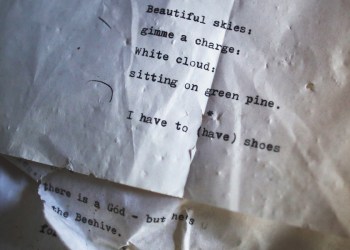 Beautiful skies:
gimme a charge:
White cloud:
sitting on green pine.
I have to (have) shoes
there is a God - but he's
the Beehive.